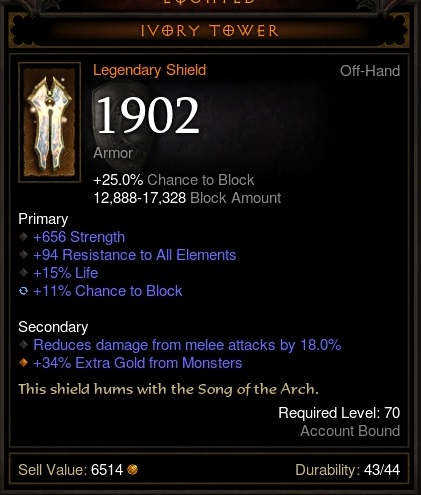 EQUIPPED
IVORY TOWER
Legendary Shield
Off-Hand
1902
Armor
+25.0% Chance to Block
12,888-17,328 Block Amount
Primary
+656 Strength
+94 Resistance to All Elements
+15% Life
+11% Chance to Block
Secondary
Reduces damage from melee attacks by 18.0%
+34% Extra Gold from Monsters
This shield hums with the Song of the Arch.
Required Level: 70
Account Bound
Sell Value: 6514
Durability: 43/44